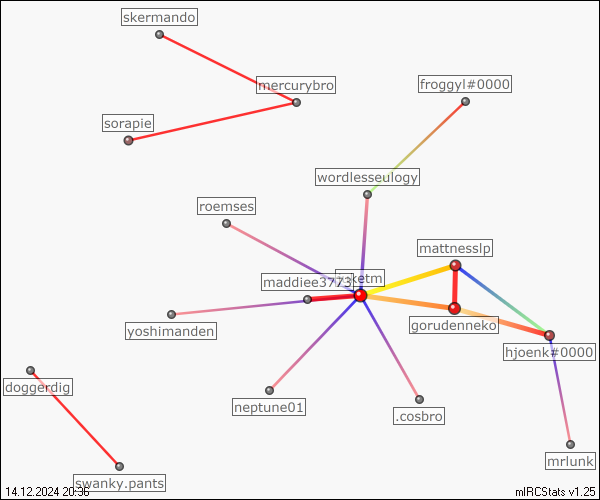 skermando
mercurybro
froggyl#0000
sorapie
wordlesseulogy
roemses
mattnesslp
maddiee3773
yoshimanden
gorudenneko
hjoenk#0000
doggerdig
neptune01
.cosbro
mrlunk
swanky.pants
14.12.2024 20:36
mIRCStats v1.25